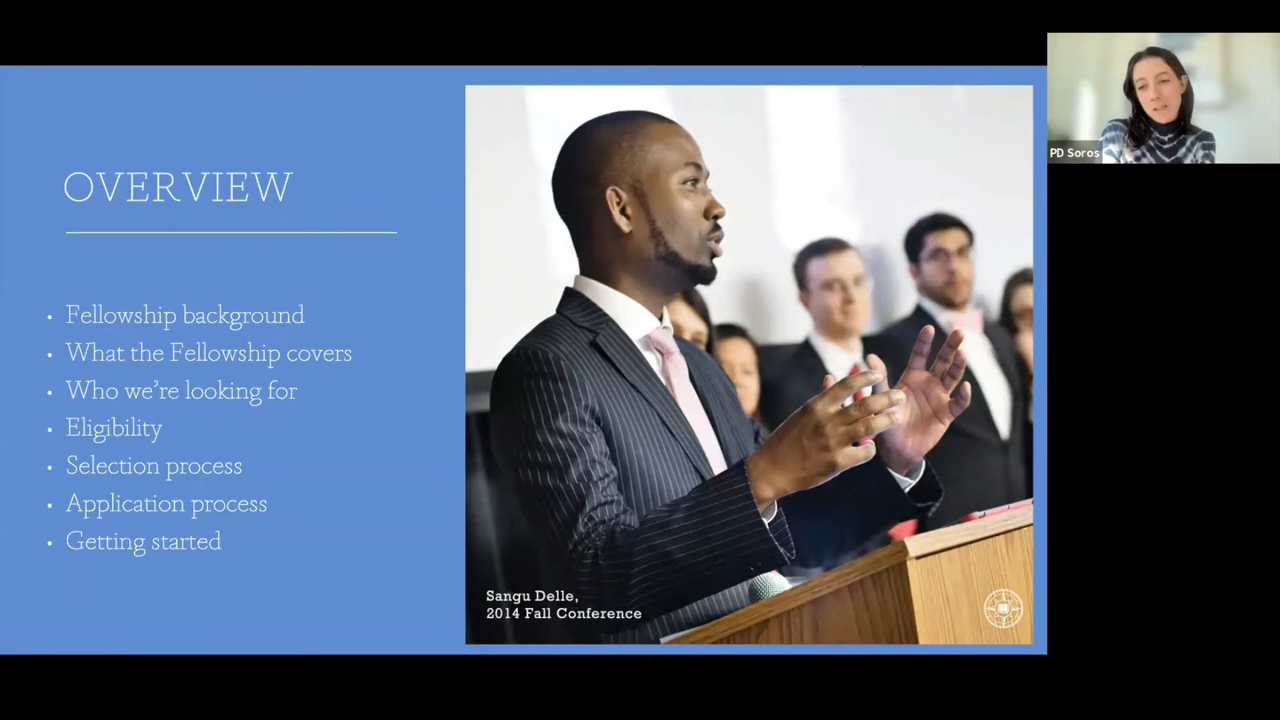 OVERVIEW
• Fellowship background
• What the Fellowship covers
• Who we’re looking for
• Eligibility
• Selection process
• Application process
• Getting started
Sangu Delle,
2014 Fall Conference
PD Soros